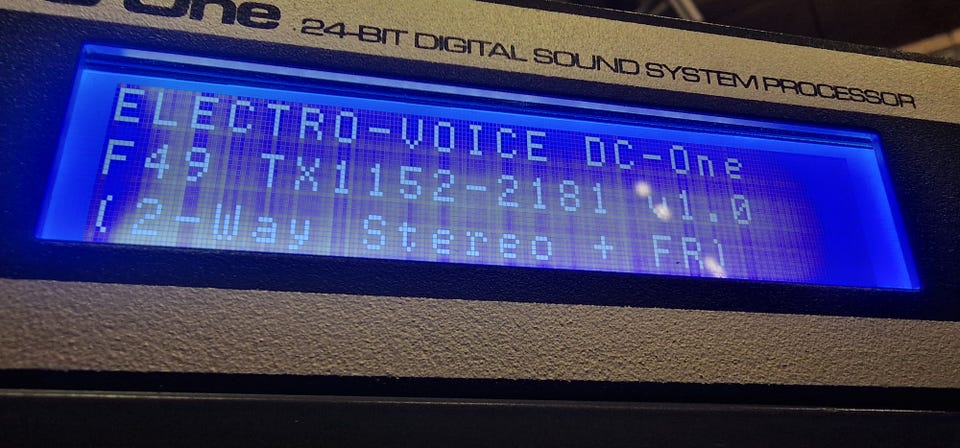 One 24-BIT DIGITAL SOUND SYSTEM PROCESSOR
ELECTRO-VOICE DC-One
F49 TX1152-2181 V1.0
(2-Way Stereo + FR)